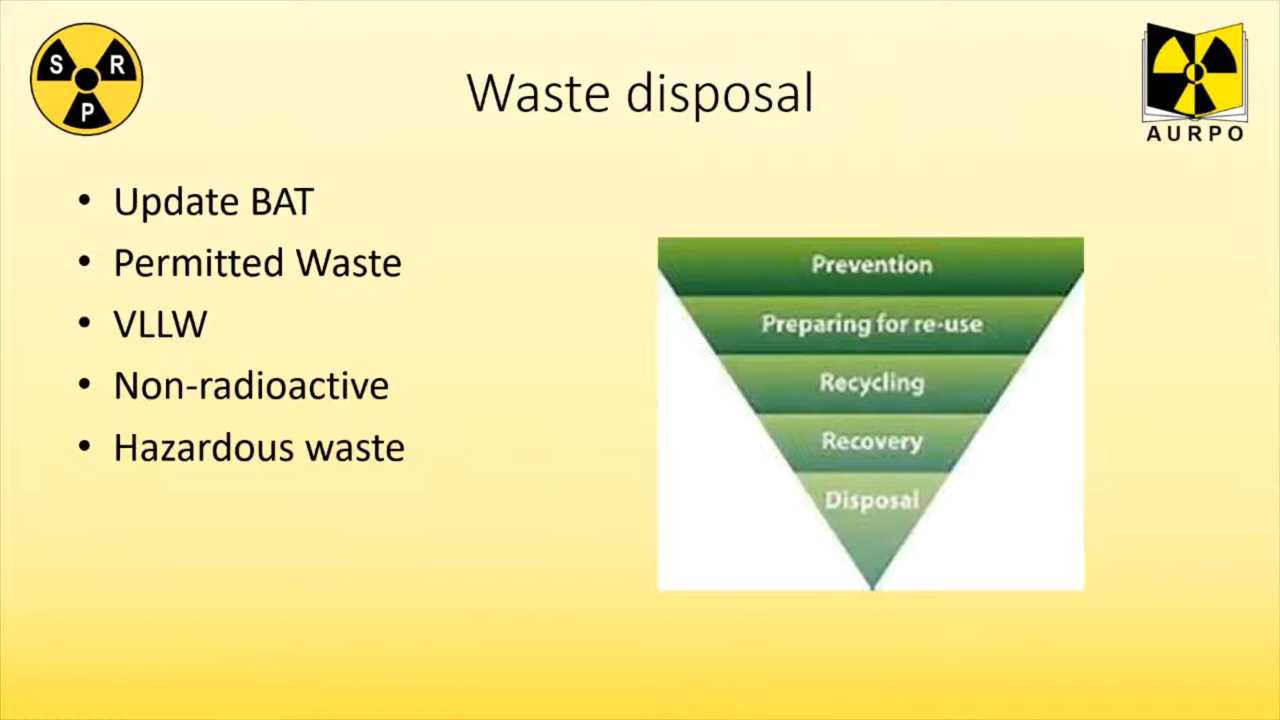 S R
P
Waste disposal
AURPO
• Update BAT
• Permitted Waste
• VLLW
• Non-radioactive
• Hazardous waste
Prevention
Preparing for re-use
Recycling
Recovery
Disposal